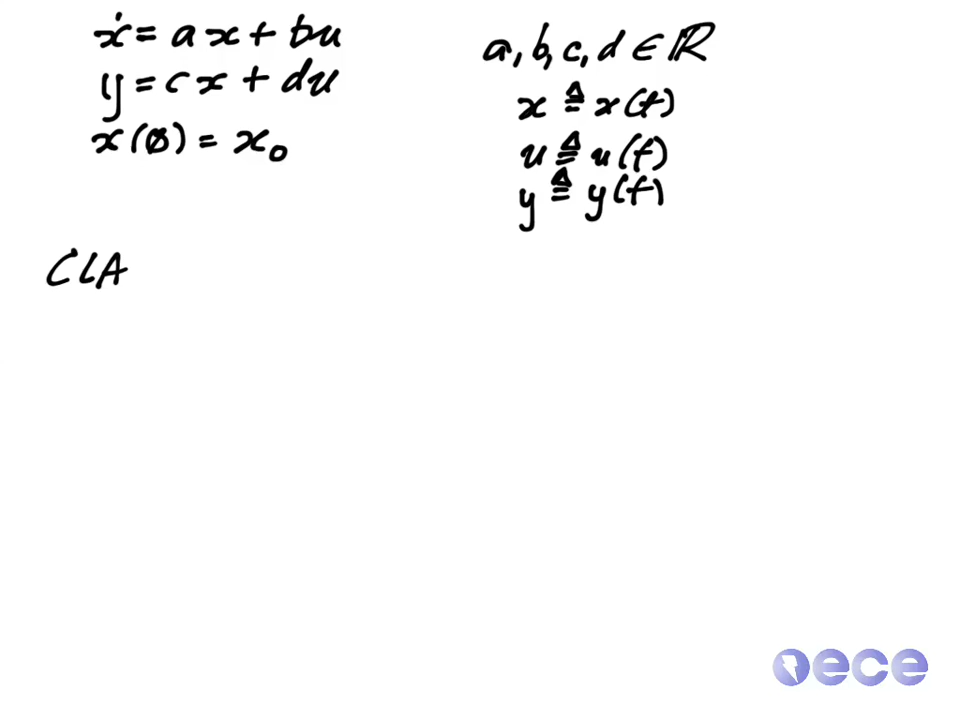 ẋ = ax + bu
y = cx + du
x(0) = x₀
a, b, c, d ∈ ℝ
x ≜ x(t)
u ≜ u(t)
y ≜ y(t)
CLA
ece